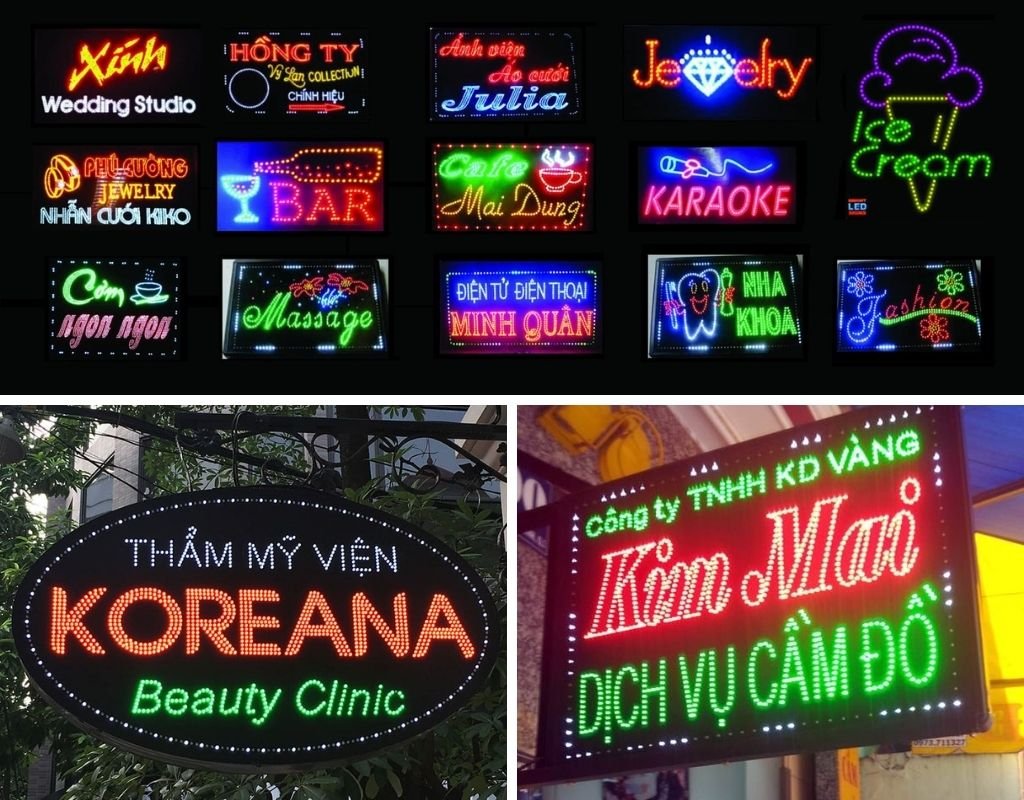 Xinh
Wedding Studio
HỒNG TY
Vỹ Lan COLLECTION
CHÍNH HIỆU
Ảnh viện
Áo cưới
Julia
Jewelry
Ice
Cream
PHÚ CƯỜNG
JEWELRY
NHẪN CƯỚI KIKO
BAR
Cafe
Mai Dung
KARAOKE
LED
Cơm
ngon ngon
Massage
ĐIỆN TỬ ĐIỆN THOẠI
MINH QUÂN
NHA
KHOA
Fashion
THẨM MỸ VIỆN
KOREANA
Beauty Clinic
Công ty TNHH KD VÀNG
Kim Mai
DỊCH VỤ CẦM ĐỒ
0973.711327